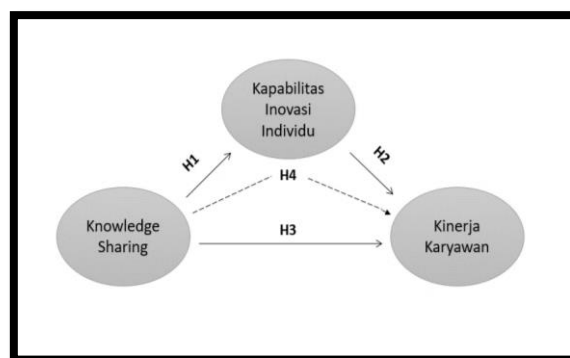 Kapabilitas
Inovasi
Individu
H1
H2
H4
Knowledge
Sharing
H3
Kinerja
Karyawan